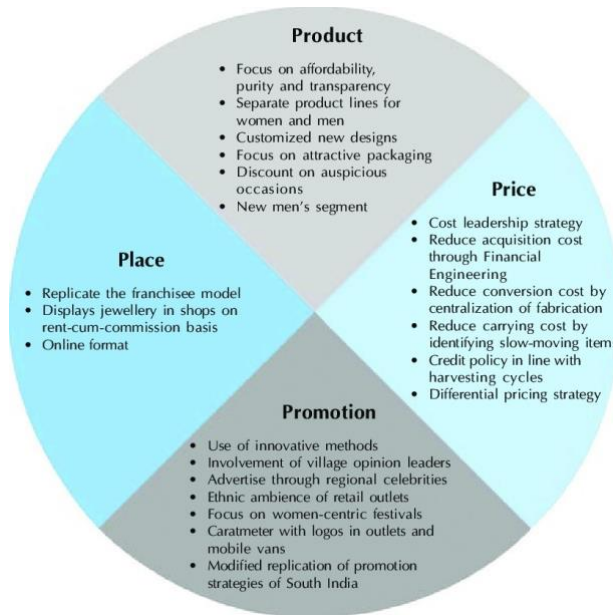 Product
• Focus on affordability,
purity and transparency
• Separate product lines for
women and men
• Customized new designs
• Focus on attractive packaging
• Discount on auspicious
occasions
• New men's segment
Price
• Cost leadership strategy
• Reduce acquisition cost
through Financial
Engineering
• Reduce conversion cost by
centralization of fabrication
• Reduce carrying cost by
identifying slow-moving item
• Credit policy in line with
harvesting cycles
• Differential pricing strategy
Place
• Replicate the franchisee model
• Displays jewellery in shops on
rent-cum-commission basis
• Online format
Promotion
• Use of innovative methods
• Involvement of village opinion leaders
• Advertise through regional celebrities
• Ethnic ambience of retail outlets
• Focus on women-centric festivals
• Caratmeter with logos in outlets and
mobile vans
• Modified replication of promotion
strategies of South India